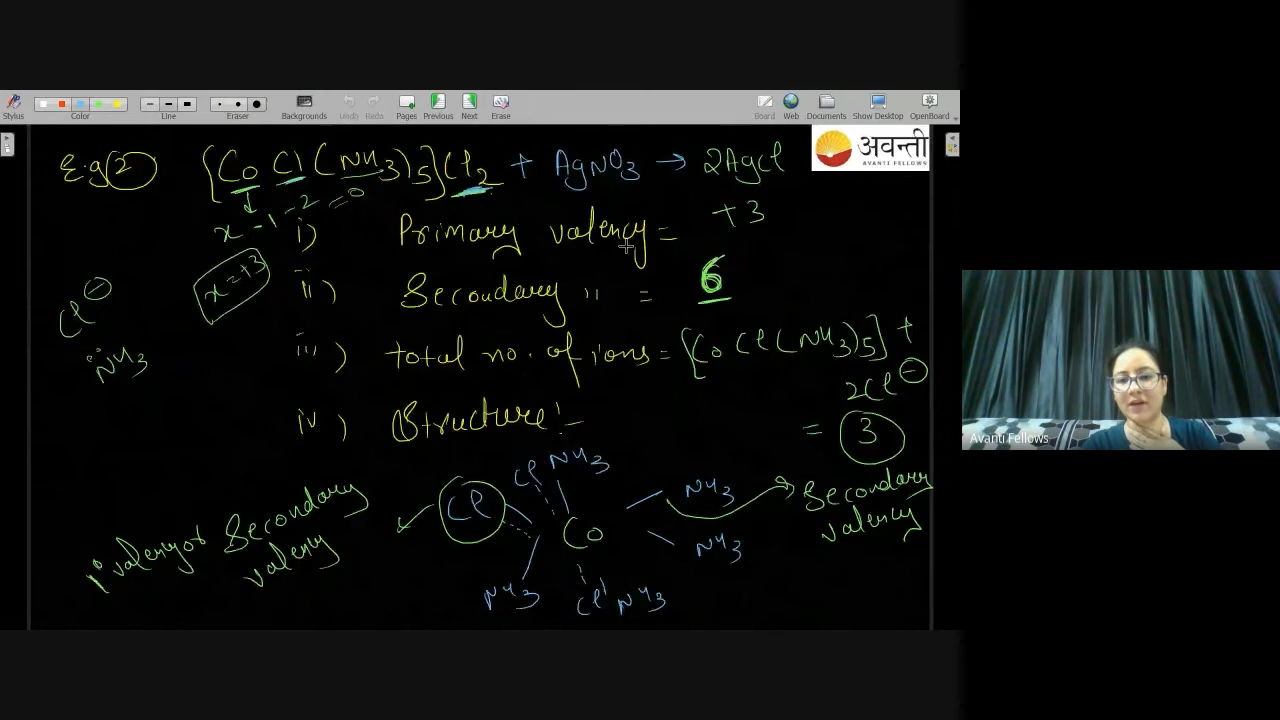 Stylus Color Line Eraser Backgrounds Undo Redo Pages Previous Next Erase Board Web Documents Show Desktop OpenBoard
अवन्ती
AVANTI FELLOWS
E.g(2) [Co Cl (NH3)5]Cl2 + AgNO3 → 2AgCl
x - 1 - 2 = 0
x = +3
i) Primary valency = +3
ii) Secondary " = 6
iii) total no. of ions = [Co Cl (NH3)5] +
2Cl⊖
= 3
Cl⊖
N̈H3
iv) Structure:-
Cl NH3
Cl Co NH3
NH3
NH3 Cl NH3
Secondary
valency
valency or Secondary
valency
Avanti Fellows